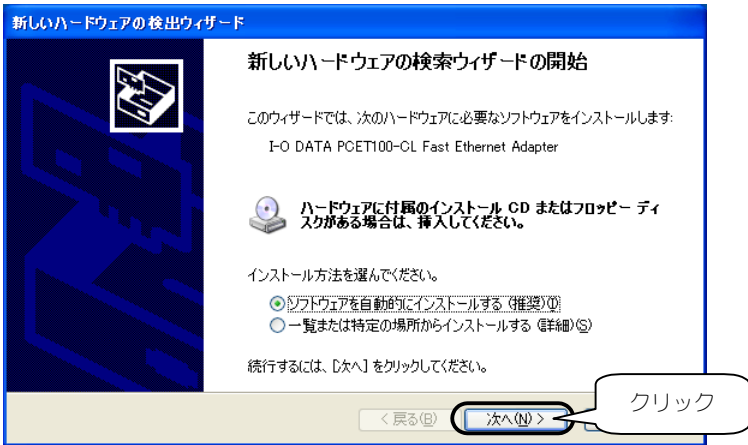 新しいハードウェアの検出ウィザード
新しいハードウェアの検索ウィザードの開始
このウィザードでは、次のハードウェアに必要なソフトウェアをインストールします:
I-O DATA PCET100-CL Fast Ethernet Adapter
ハードウェアに付属のインストール CD またはフロッピー ディ
スクがある場合は、挿入してください。
インストール方法を選んでください。
ソフトウェアを自動的にインストールする (推奨)(I)
一覧または特定の場所からインストールする (詳細)(S)
続行するには、[次へ] をクリックしてください。
クリック
< 戻る(B)
次へ(N) >